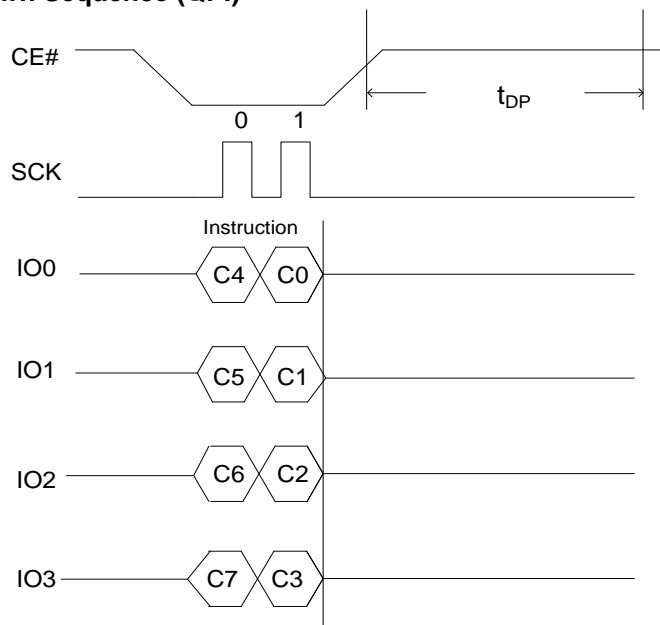 Sequence (QPI)
CE#
t_DP
0 1
SCK
Instruction
IO0 C4 C0
IO1 C5 C1
IO2 C6 C2
IO3 C7 C3